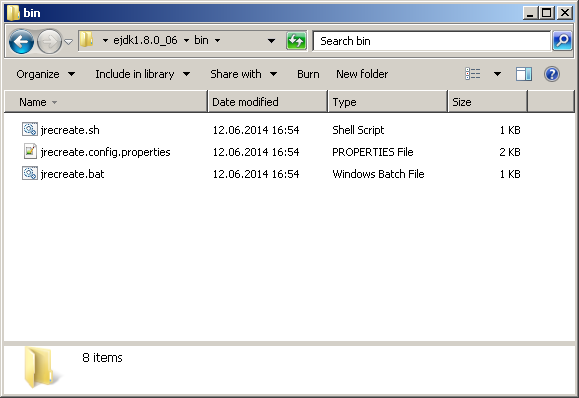 bin
ejdk1.8.0_06 bin Search bin
Organize Include in library Share with Burn New folder
Name Date modified Type Size
jrecreate.sh 12.06.2014 16:54 Shell Script 1 KB
jrecreate.config.properties 12.06.2014 16:54 PROPERTIES File 2 KB
jrecreate.bat 12.06.2014 16:54 Windows Batch File 1 KB
8 items